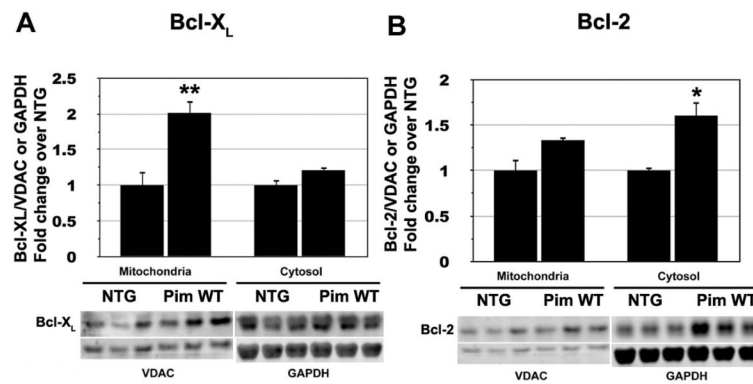 A
Bcl-XL
Bcl-XL/VDAC or GAPDH
Fold change over NTG
2.5
2
1.5
1
0.5
0
**
Mitochondria
Cytosol
NTG
Pim WT
NTG
Pim WT
Bcl-XL
VDAC
GAPDH
B
Bcl-2
Bcl-2/VDAC or GAPDH
Fold change over NTG
2
1.5
1
0.5
0
*
Mitochondria
Cytosol
NTG
Pim WT
NTG
Pim WT
Bcl-2
VDAC
GAPDH